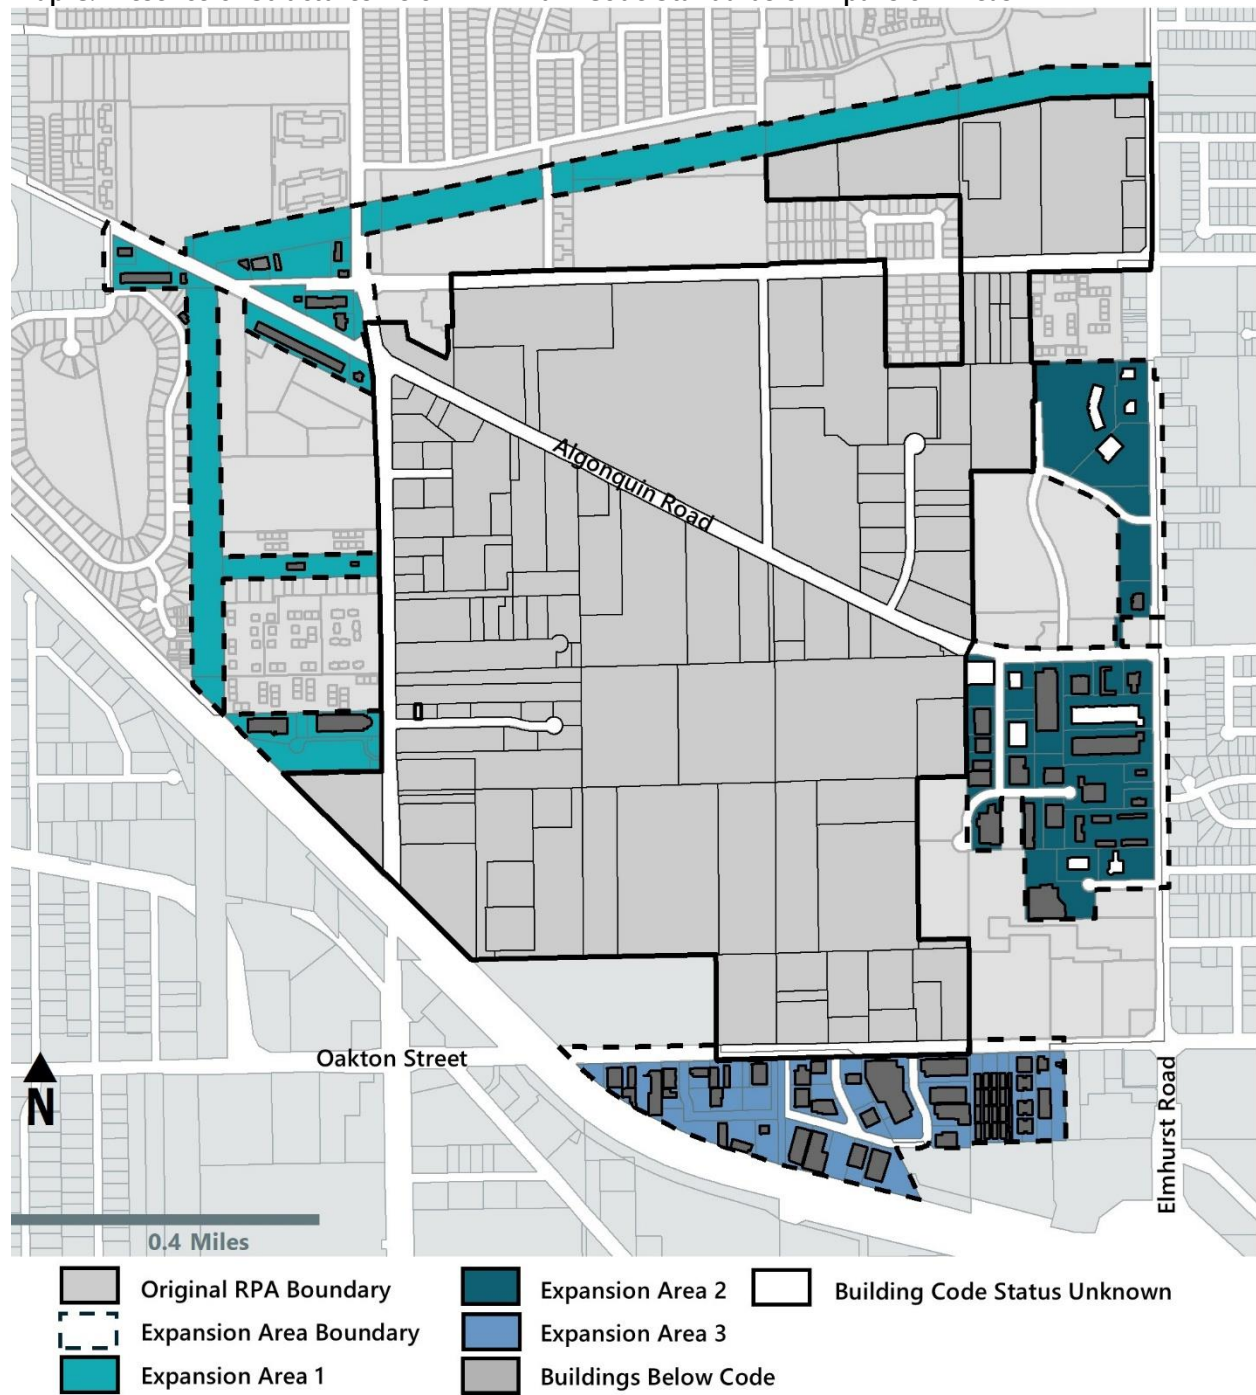 Algonquin Road
Oakton Street
Elmhurst Road
N
0.4 Miles
Original RPA Boundary
Expansion Area Boundary
Expansion Area 1
Expansion Area 2
Expansion Area 3
Buildings Below Code
Building Code Status Unknown